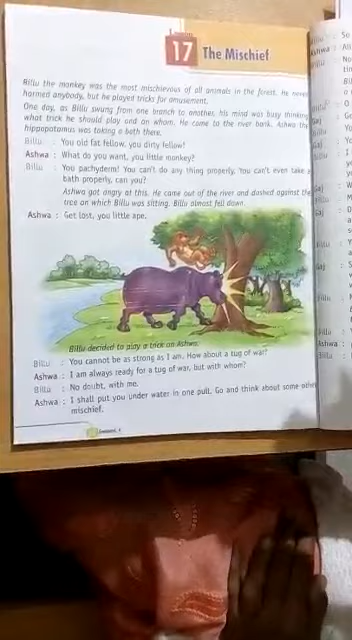 Lesson
17 The Mischief
Billu the monkey was the most mischievous of all animals in the forest. He never
harmed anybody, but he played tricks for amusement.
One day, as Billu swung from one branch to another, his mind was busy thinking
what trick he should play and on whom. He came to the river bank. Ashwa the
hippopotamus was taking a bath there.
Billu : You old fat fellow, you dirty fellow!
Ashwa : What do you want, you little monkey?
Billu : You pachyderm! You can't do any thing properly. You can't even take a
bath properly, can you?
Ashwa got angry at this. He came out of the river and dashed against the
tree on which Billu was sitting. Billu almost fell down.
Ashwa : Get lost, you little ape.
Billu decided to play a trick on Ashwa.
Billu : You cannot be as strong as I am. How about a tug of war?
Ashwa : I am always ready for a tug of war, but with whom?
Billu : No doubt, with me.
Ashwa : I shall put you under water in one pull. Go and think about some other
mischief.